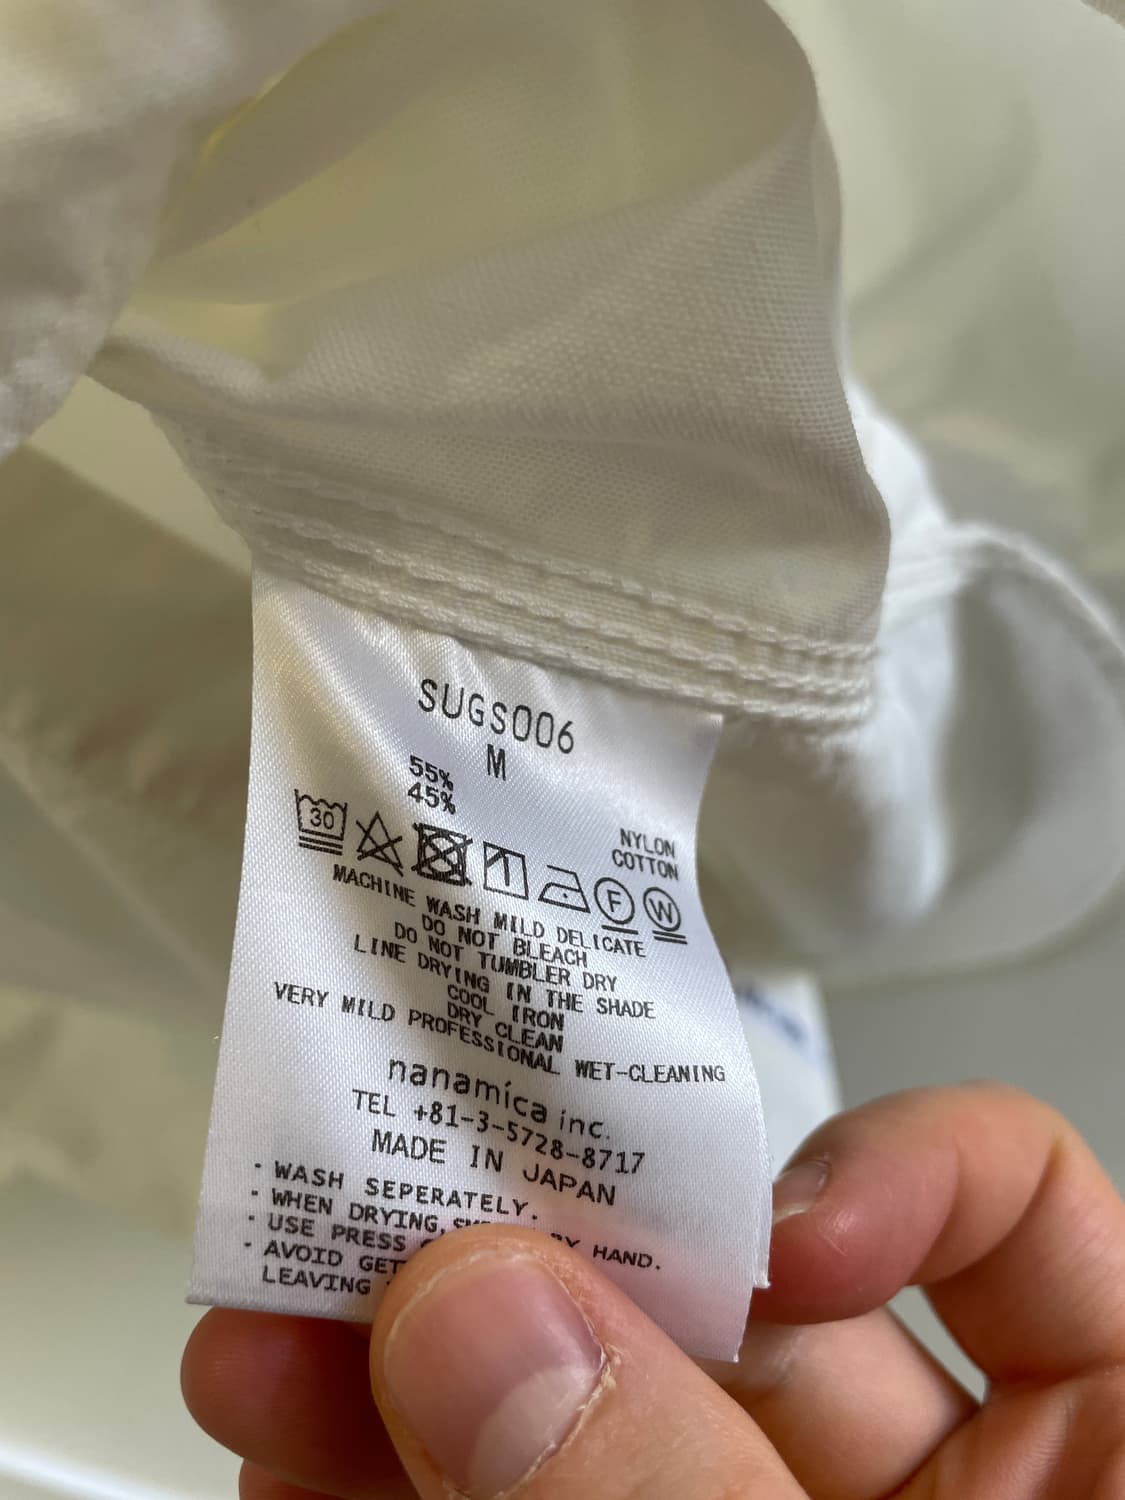 SUGS006
M
55% NYLON
45% COTTON
30 F W
MACHINE WASH MILD DELICATE
DO NOT BLEACH
DO NOT TUMBLER DRY
LINE DRYING IN THE SHADE
COOL IRON
DRY CLEAN
VERY MILD PROFESSIONAL WET-CLEANING
nanamica inc.
TEL +81-3-5728-8717
MADE IN JAPAN
· WASH SEPERATELY.
· WHEN DRYING, BY HAND.
· USE PRESS
· AVOID
LEAVING